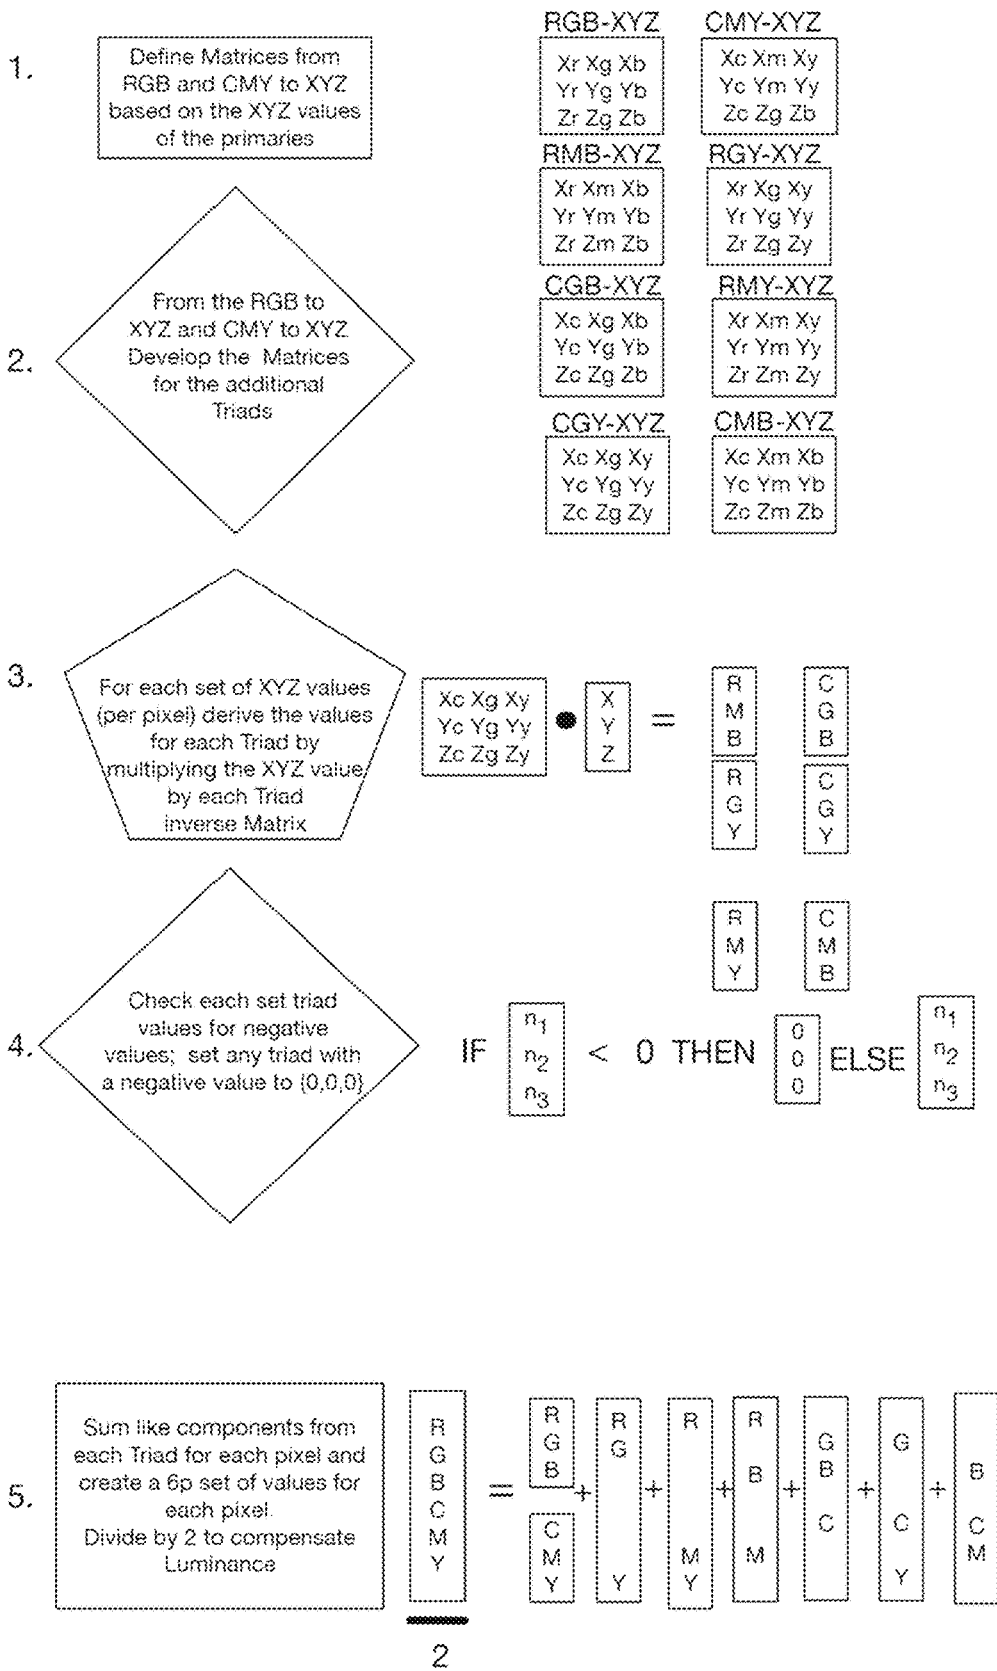 1.
Define Matrices from
RGB and CMY to XYZ
based on the XYZ values
of the primaries
RGB-XYZ
Xr Xg Xb
Yr Yg Yb
Zr Zg Zb
CMY-XYZ
Xc Xm Xy
Yc Ym Yy
Zc Zg Zb
RMB-XYZ
Xr Xm Xb
Yr Ym Yb
Zr Zm Zb
RGY-XYZ
Xr Xg Xy
Yr Yg Yy
Zr Zg Zy
2.
From the RGB to
XYZ and CMY to XYZ
Develop the Matrices
for the additional
Triads
CGB-XYZ
Xc Xg Xb
Yc Yg Yb
Zc Zg Zb
RMY-XYZ
Xr Xm Xy
Yr Ym Yy
Zr Zm Zy
CGY-XYZ
Xc Xg Xy
Yc Yg Yy
Zc Zg Zy
CMB-XYZ
Xc Xm Xb
Yc Ym Yb
Zc Zm Zb
3.
For each set of XYZ values
(per pixel) derive the values
for each Triad by
multiplying the XYZ value
by each Triad
inverse Matrix
Xc Xg Xy
Yc Yg Yy
Zc Zg Zy
●
X
Y
Z
=
R
M
B
C
G
B
R
G
Y
C
G
Y
R
M
Y
C
M
B
4.
Check each set triad
values for negative
values; set any triad with
a negative value to {0,0,0}
IF
n1
n2
n3
< 0 THEN
0
0
0
ELSE
n1
n2
n3
5.
Sum like components from
each Triad for each pixel and
create a 6p set of values for
each pixel.
Divide by 2 to compensate
Luminance
R
G
B
C
M
Y
2
=
R
G
B
C
M
Y
+
R
G
Y
+
R
M
Y
+
R
B
M
+
G
B
C
+
G
C
Y
+
B
C
M